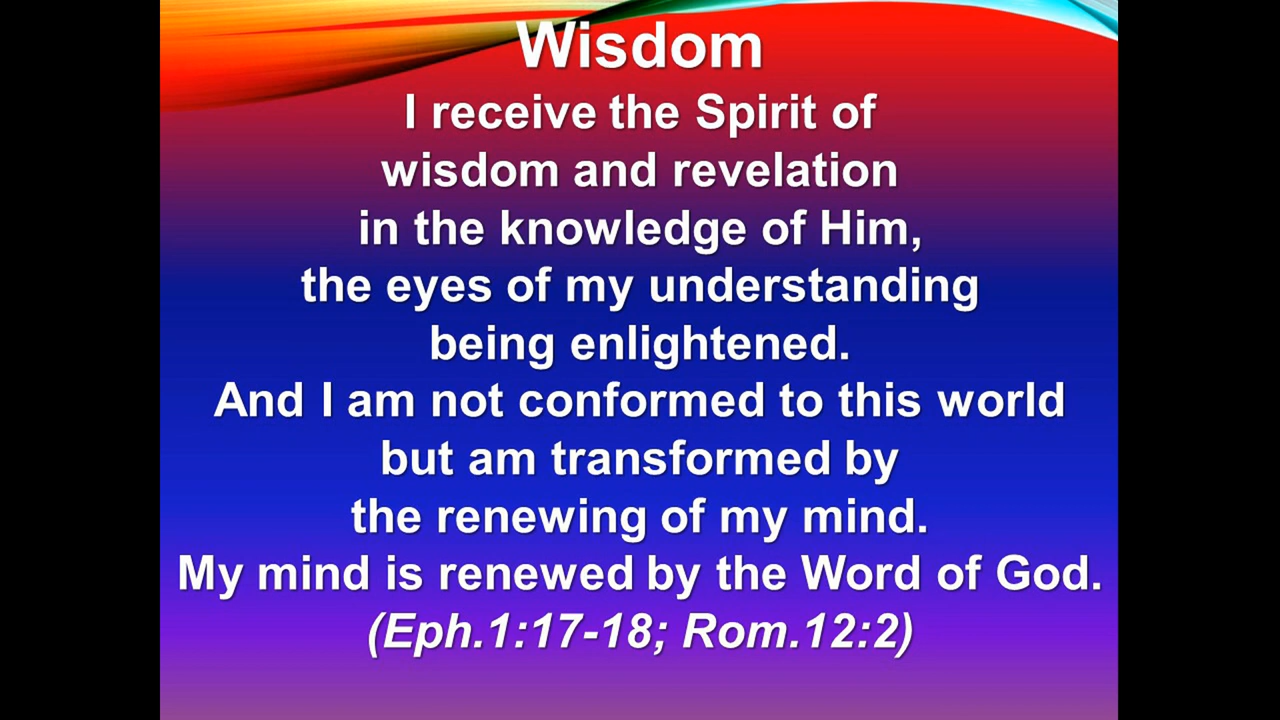 Wisdom
I receive the Spirit of
wisdom and revelation
in the knowledge of Him,
the eyes of my understanding
being enlightened.
And I am not conformed to this world
but am transformed by
the renewing of my mind.
My mind is renewed by the Word of God.
(Eph.1:17-18; Rom.12:2)